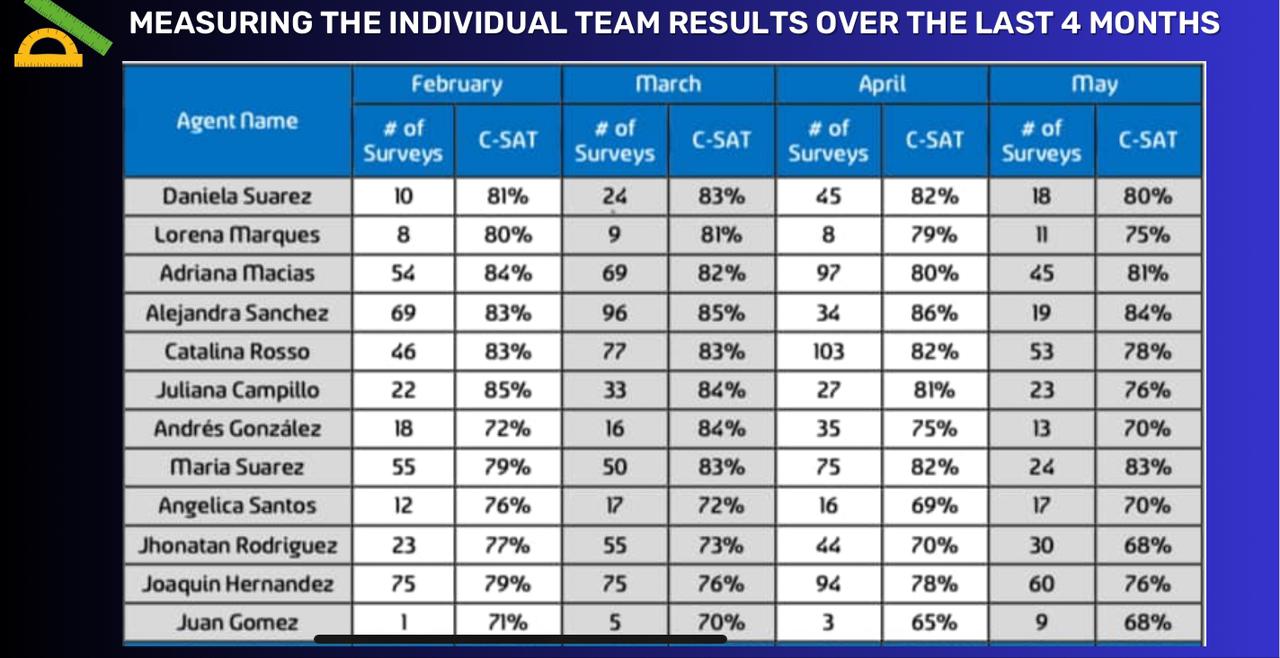 MEASURING THE INDIVIDUAL TEAM RESULTS OVER THE LAST 4 MONTHS
Agent Name February March April May
# of Surveys C-SAT # of Surveys C-SAT # of Surveys C-SAT # of Surveys C-SAT
Daniela Suarez 10 81% 24 83% 45 82% 18 80%
Lorena Marques 8 80% 9 81% 8 79% 11 75%
Adriana Macias 54 84% 69 82% 97 80% 45 81%
Alejandra Sanchez 69 83% 96 85% 34 86% 19 84%
Catalina Rosso 46 83% 77 83% 103 82% 53 78%
Juliana Campillo 22 85% 33 84% 27 81% 23 76%
Andrés González 18 72% 16 84% 35 75% 13 70%
Maria Suarez 55 79% 50 83% 75 82% 24 83%
Angelica Santos 12 76% 17 72% 16 69% 17 70%
Jhonatan Rodriguez 23 77% 55 73% 44 70% 30 68%
Joaquin Hernandez 75 79% 75 76% 94 78% 60 76%
Juan Gomez 1 71% 5 70% 3 65% 9 68%